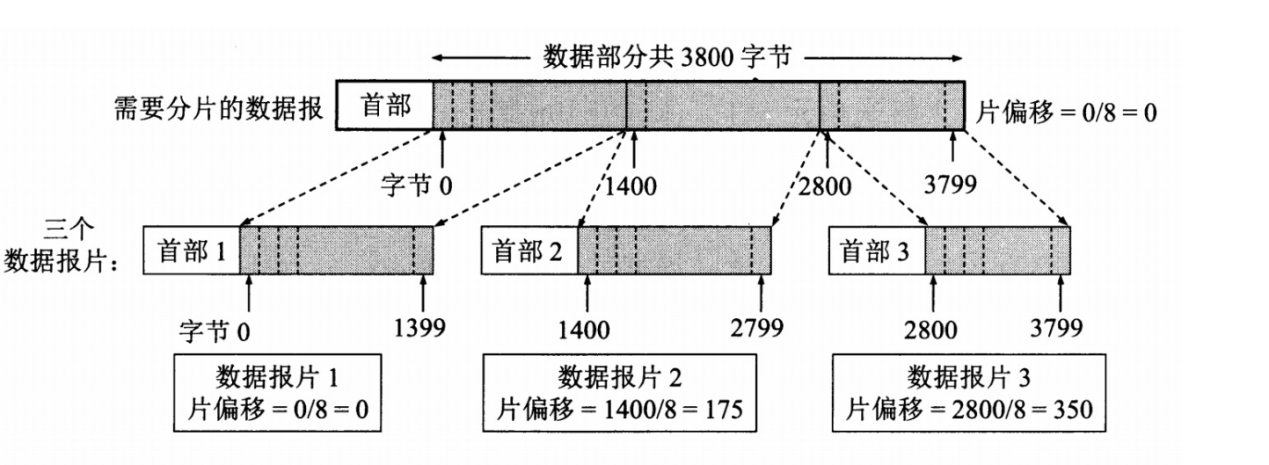 数据部分共 3800 字节
需要分片的数据报
首部
片偏移 = 0/8 = 0
字节 0
1400
2800
3799
三个
数据报片：
首部 1
首部 2
首部 3
字节 0
1399
1400
2799
2800
3799
数据报片 1
片偏移 = 0/8 = 0
数据报片 2
片偏移 = 1400/8 = 175
数据报片 3
片偏移 = 2800/8 = 350